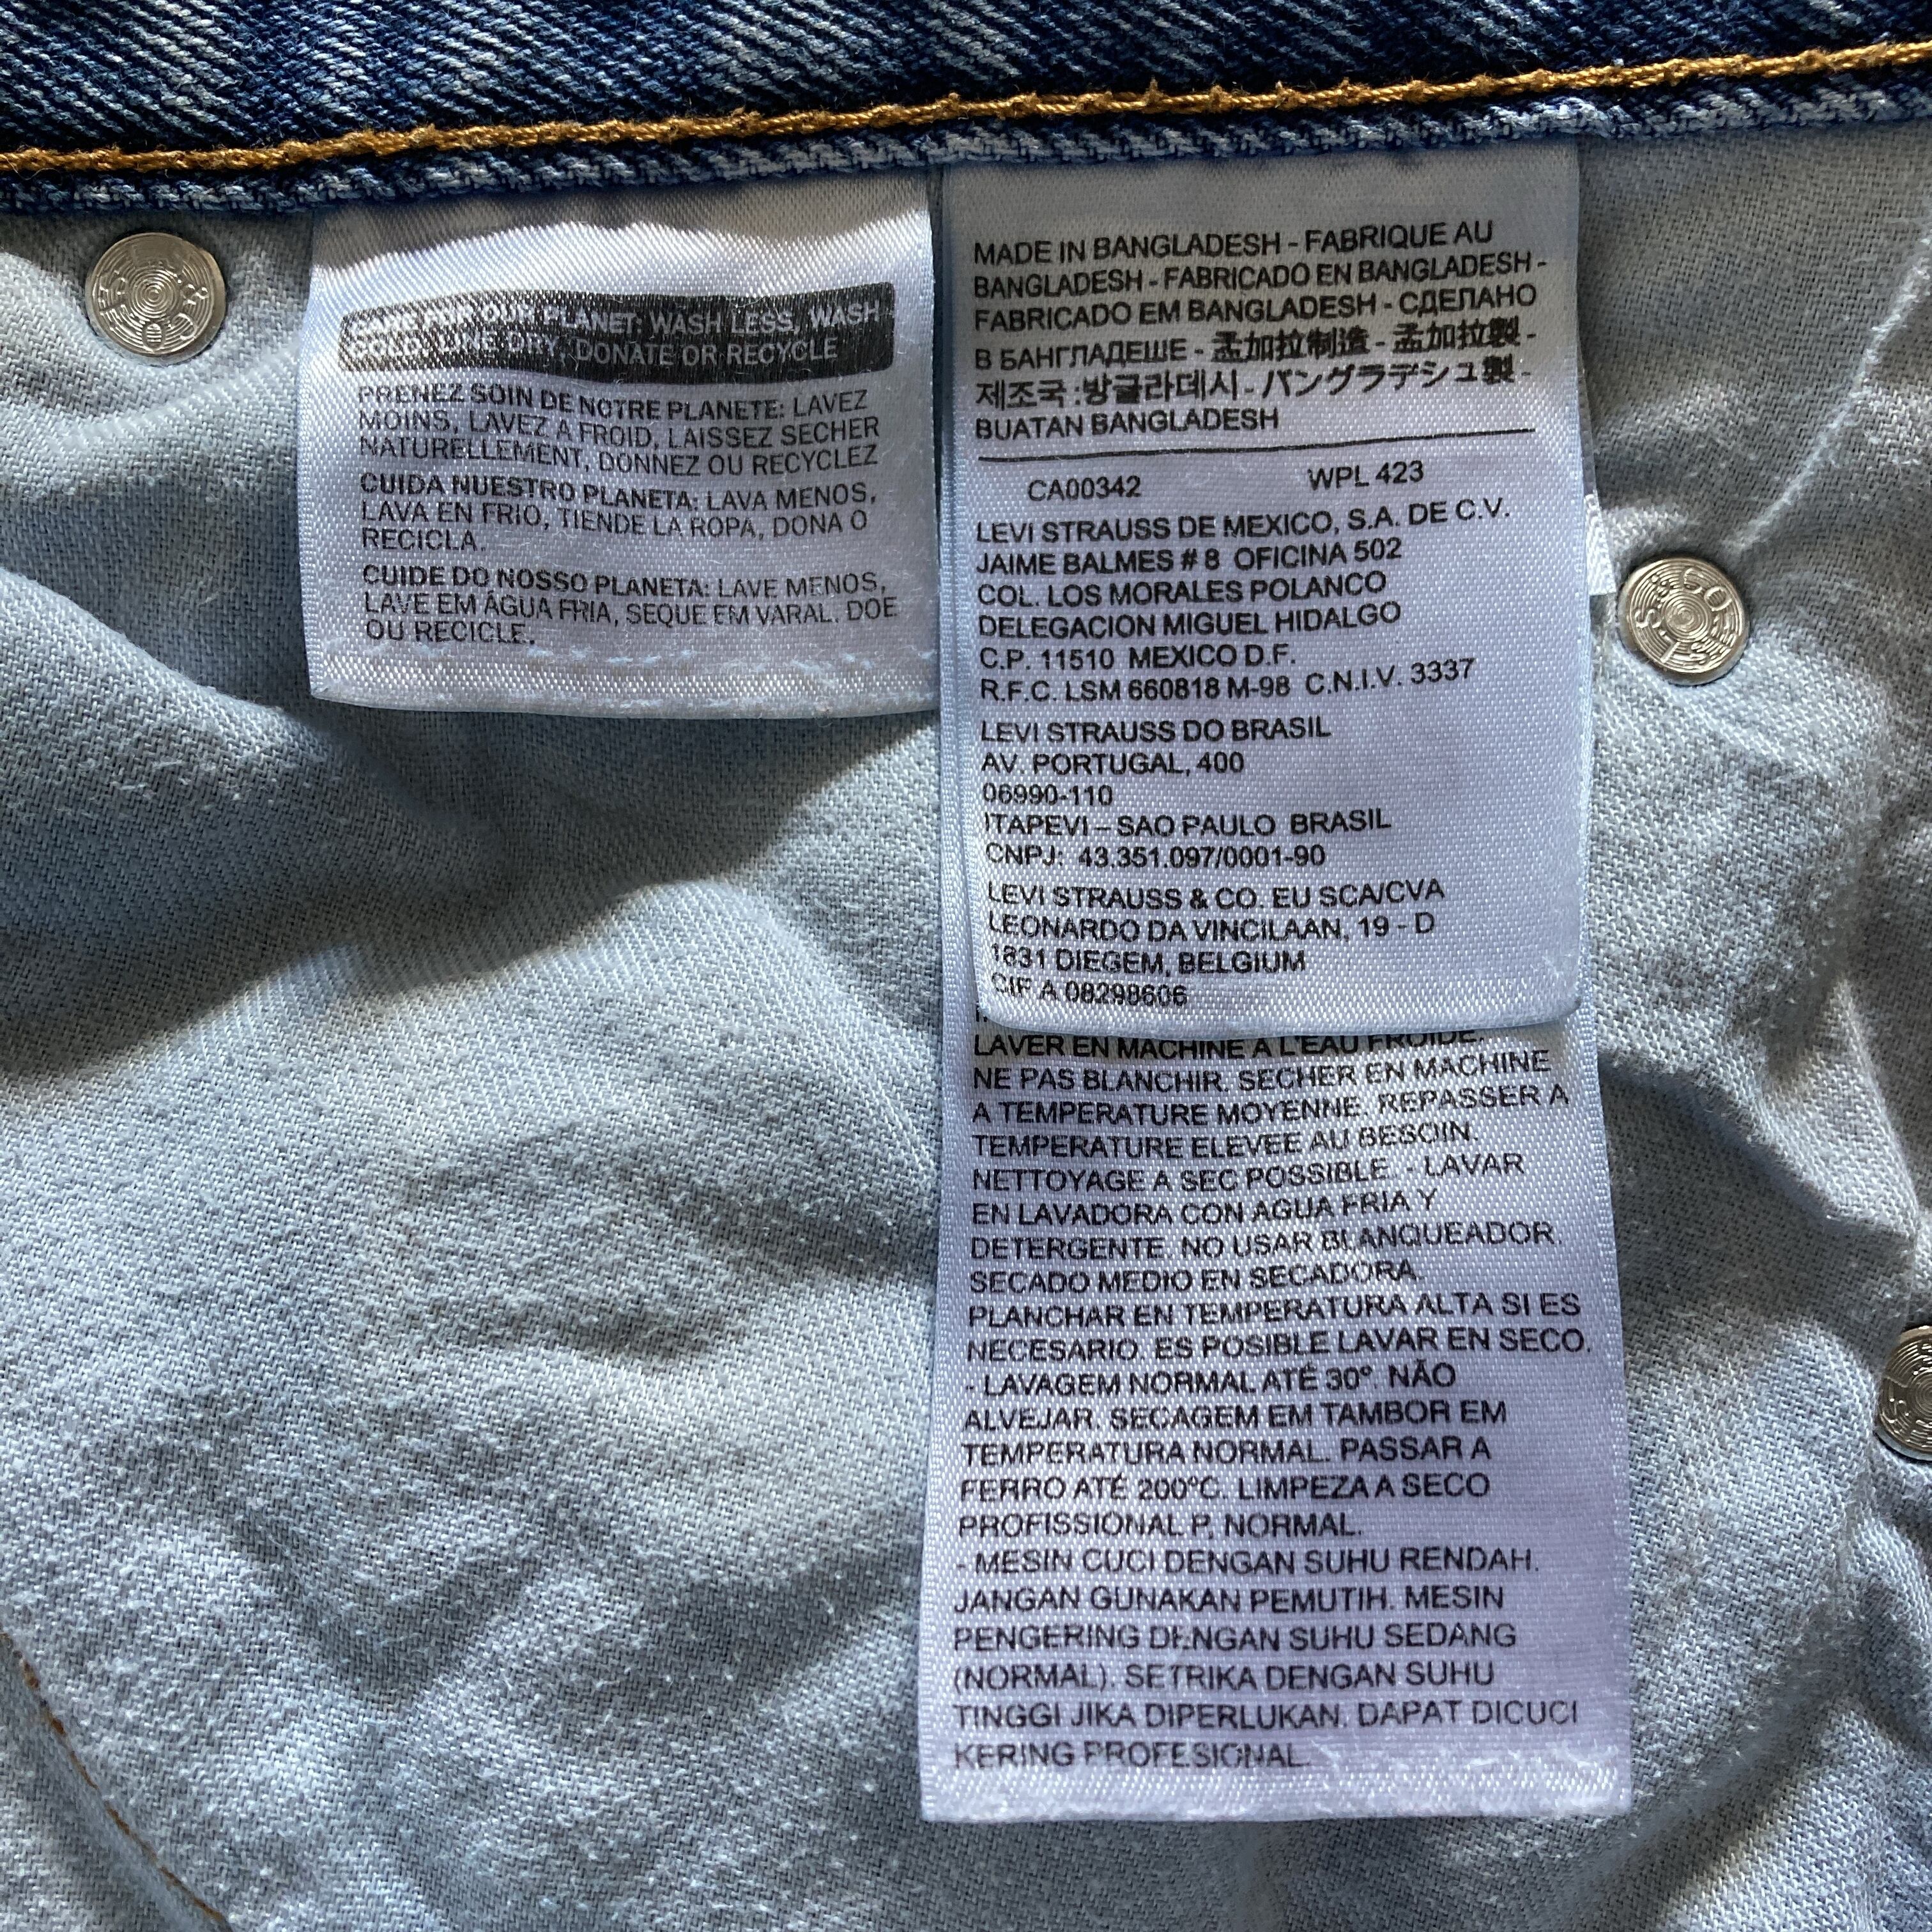 CARE FOR OUR PLANET: WASH LESS, WASH
COLD, LINE DRY, DONATE OR RECYCLE
PRENEZ SOIN DE NOTRE PLANETE: LAVEZ
MOINS, LAVEZ A FROID, LAISSEZ SECHER
NATURELLEMENT, DONNEZ OU RECYCLEZ
CUIDA NUESTRO PLANETA: LAVA MENOS,
LAVA EN FRIO, TIENDE LA ROPA, DONA O
RECICLA.
CUIDE DO NOSSO PLANETA: LAVE MENOS,
LAVE EM ÁGUA FRIA, SEQUE EM VARAL. DOE
OU RECICLE.
MADE IN BANGLADESH - FABRIQUE AU
BANGLADESH - FABRICADO EN BANGLADESH -
FABRICADO EM BANGLADESH - СДЕЛАНО
В БАНГЛАДЕШЕ - 孟加拉制造 - 孟加拉製 -
제조국 :방글라데시 - バングラデシュ製 -
BUATAN BANGLADESH
CA00342 WPL 423
LEVI STRAUSS DE MEXICO, S.A. DE C.V.
JAIME BALMES # 8 OFICINA 502
COL. LOS MORALES POLANCO
DELEGACION MIGUEL HIDALGO
C.P. 11510 MEXICO D.F.
R.F.C. LSM 660818 M-98 C.N.I.V. 3337
LEVI STRAUSS DO BRASIL
AV. PORTUGAL, 400
06990-110
ITAPEVI – SAO PAULO BRASIL
CNPJ: 43.351.097/0001-90
LEVI STRAUSS & CO. EU SCA/CVA
LEONARDO DA VINCILAAN, 19 - D
1831 DIEGEM, BELGIUM
CIF A 08298606
LAVER EN MACHINE A L'EAU FROIDE.
NE PAS BLANCHIR. SECHER EN MACHINE
A TEMPERATURE MOYENNE. REPASSER A
TEMPERATURE ELEVEE AU BESOIN.
NETTOYAGE A SEC POSSIBLE. - LAVAR
EN LAVADORA CON AGUA FRIA Y
DETERGENTE. NO USAR BLANQUEADOR.
SECADO MEDIO EN SECADORA.
PLANCHAR EN TEMPERATURA ALTA SI ES
NECESARIO. ES POSIBLE LAVAR EN SECO.
- LAVAGEM NORMAL ATÉ 30º. NÃO
ALVEJAR. SECAGEM EM TAMBOR EM
TEMPERATURA NORMAL. PASSAR A
FERRO ATÉ 200ºC. LIMPEZA A SECO
PROFISSIONAL P, NORMAL.
- MESIN CUCI DENGAN SUHU RENDAH.
JANGAN GUNAKAN PEMUTIH. MESIN
PENGERING DENGAN SUHU SEDANG
(NORMAL). SETRIKA DENGAN SUHU
TINGGI JIKA DIPERLUKAN. DAPAT DICUCI
KERING PROFESIONAL.